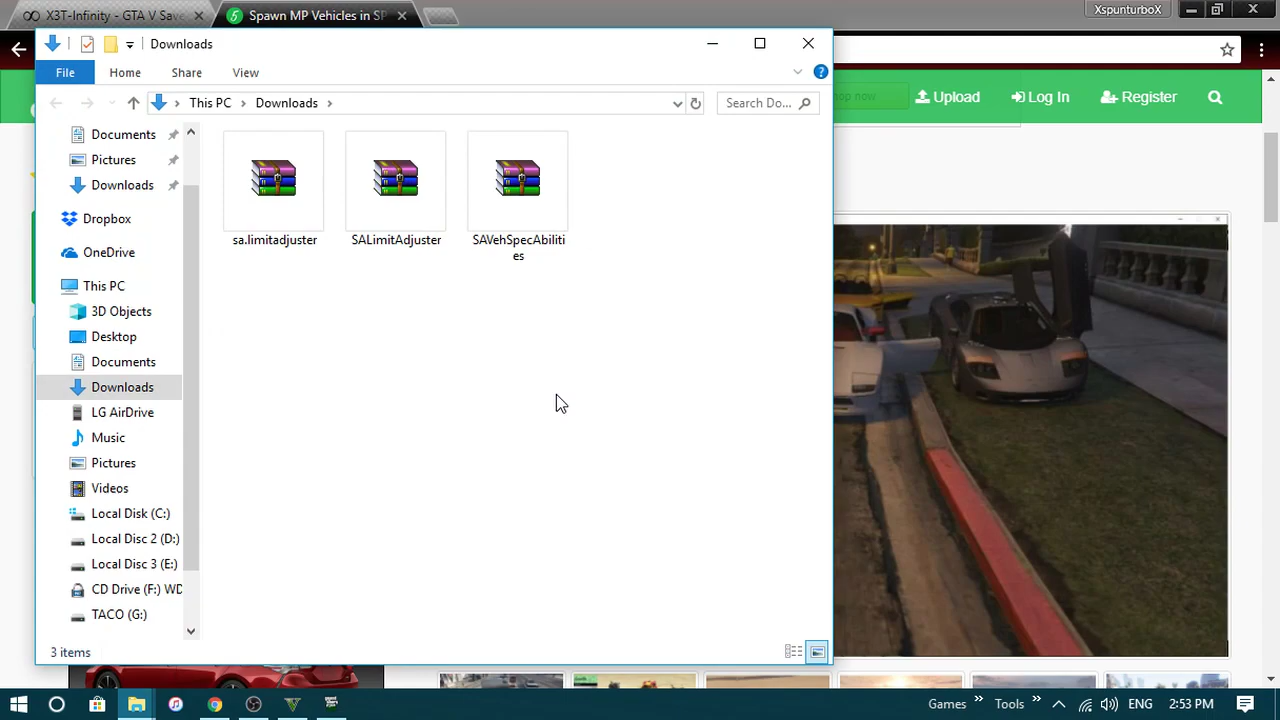 X3T-Infinity - GTA V Save
Spawn MP Vehicles in SP
XspunturboX
Downloads
File
Home
Share
View
This PC
Downloads
Search Do...
Upload
Log In
Register
Documents
Pictures
Downloads
Dropbox
OneDrive
This PC
3D Objects
Desktop
Documents
Downloads
LG AirDrive
Music
Pictures
Videos
Local Disk (C:)
Local Disc 2 (D:)
Local Disc 3 (E:)
CD Drive (F:) WD
TACO (G:)
sa.limitadjuster
SALimitAdjuster
SAVehSpecAbiliti
es
3 items
Games
Tools
ENG
2:53 PM